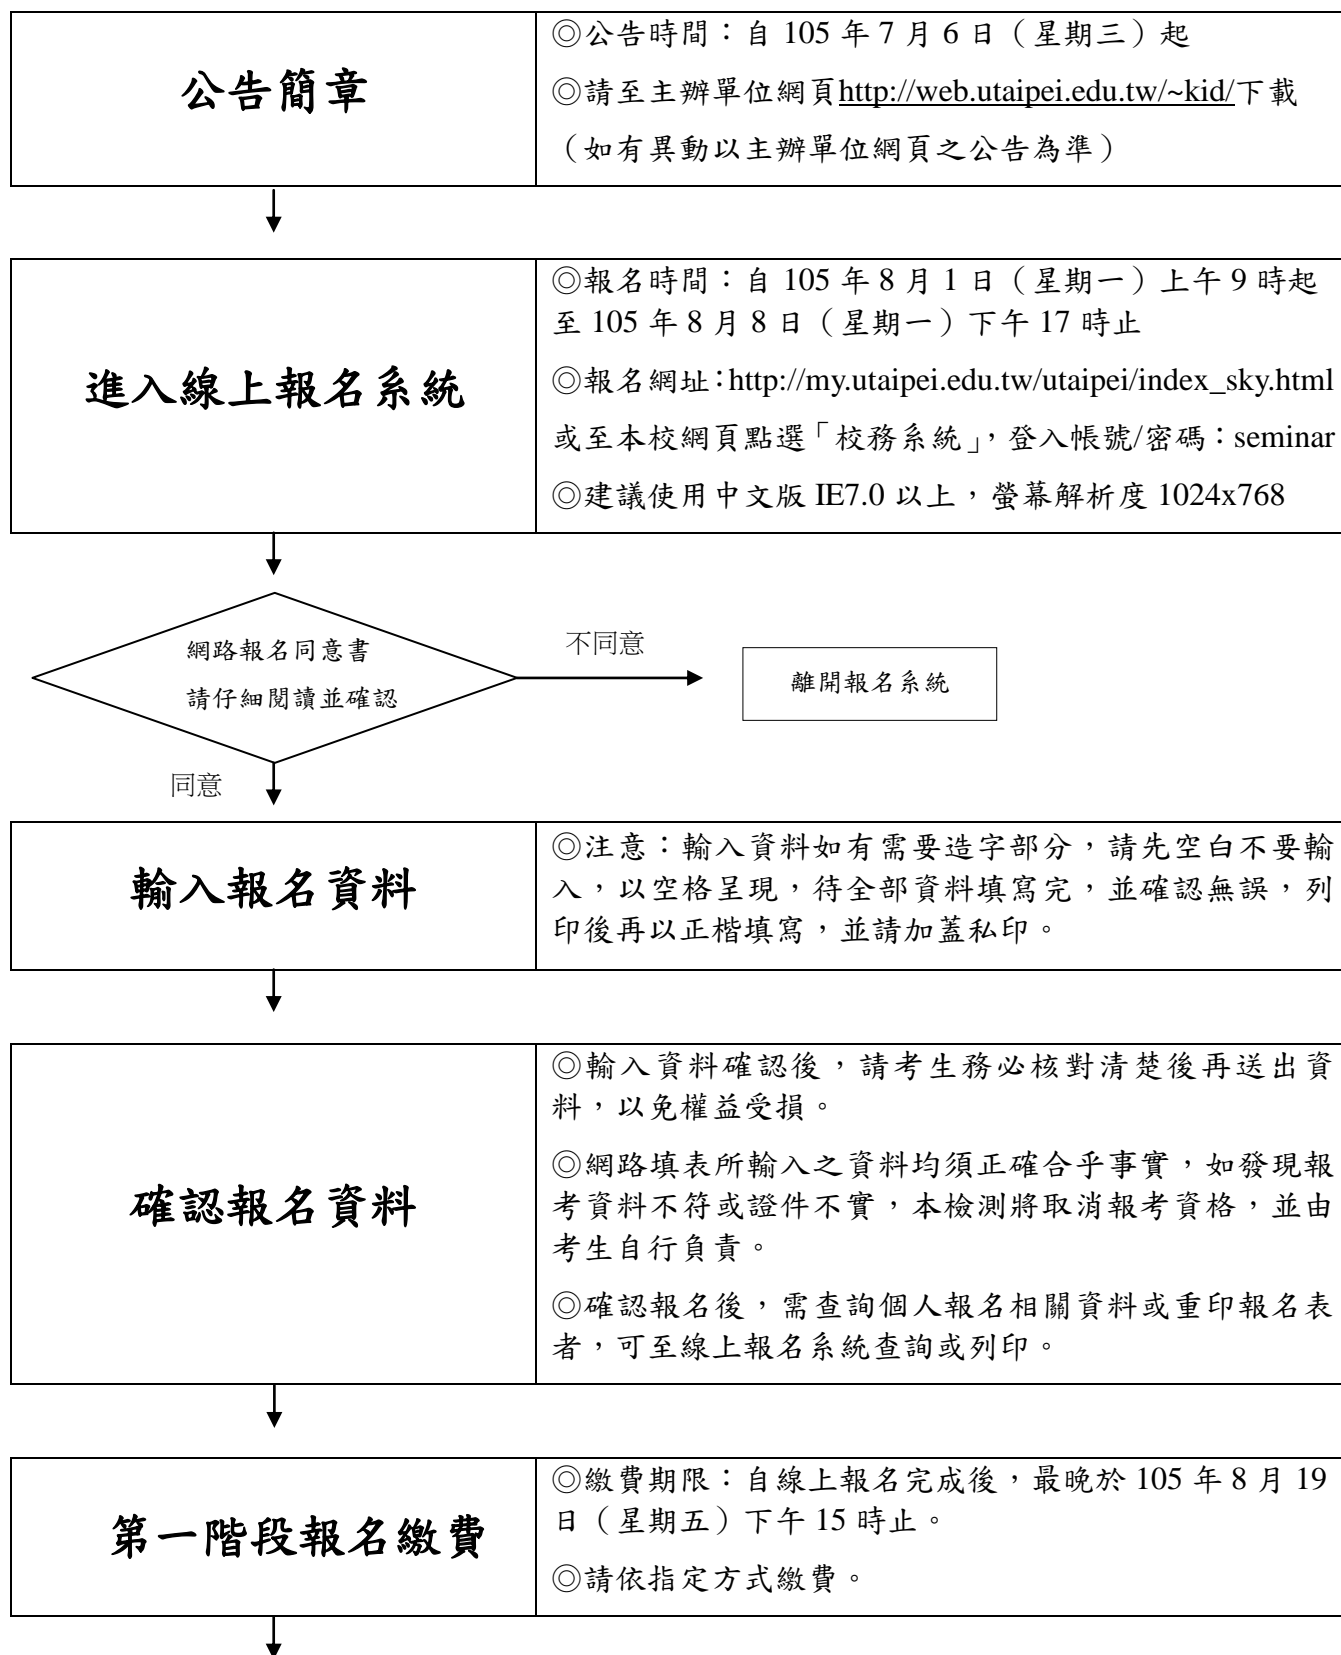 公告簡章
◎公告時間：自 105 年 7 月 6 日（星期三）起
◎請至主辦單位網頁http://web.utaipei.edu.tw/~kid/下載
（如有異動以主辦單位網頁之公告為準）
進入線上報名系統
◎報名時間：自 105 年 8 月 1 日（星期一）上午 9 時起
至 105 年 8 月 8 日（星期一）下午 17 時止
◎報名網址：http://my.utaipei.edu.tw/utaipei/index_sky.html
或至本校網頁點選「校務系統」，登入帳號/密碼：seminar
◎建議使用中文版 IE7.0 以上，螢幕解析度 1024x768
網路報名同意書
請仔細閱讀並確認
不同意
離開報名系統
同意
輸入報名資料
◎注意：輸入資料如有需要造字部分，請先空白不要輸
入，以空格呈現，待全部資料填寫完，並確認無誤，列
印後再以正楷填寫，並請加蓋私印。
確認報名資料
◎輸入資料確認後，請考生務必核對清楚後再送出資
料，以免權益受損。
◎網路填表所輸入之資料均須正確合乎事實，如發現報
考資料不符或證件不實，本檢測將取消報考資格，並由
考生自行負責。
◎確認報名後，需查詢個人報名相關資料或重印報名表
者，可至線上報名系統查詢或列印。
第一階段報名繳費
◎繳費期限：自線上報名完成後，最晚於 105 年 8 月 19
日（星期五）下午 15 時止。
◎請依指定方式繳費。